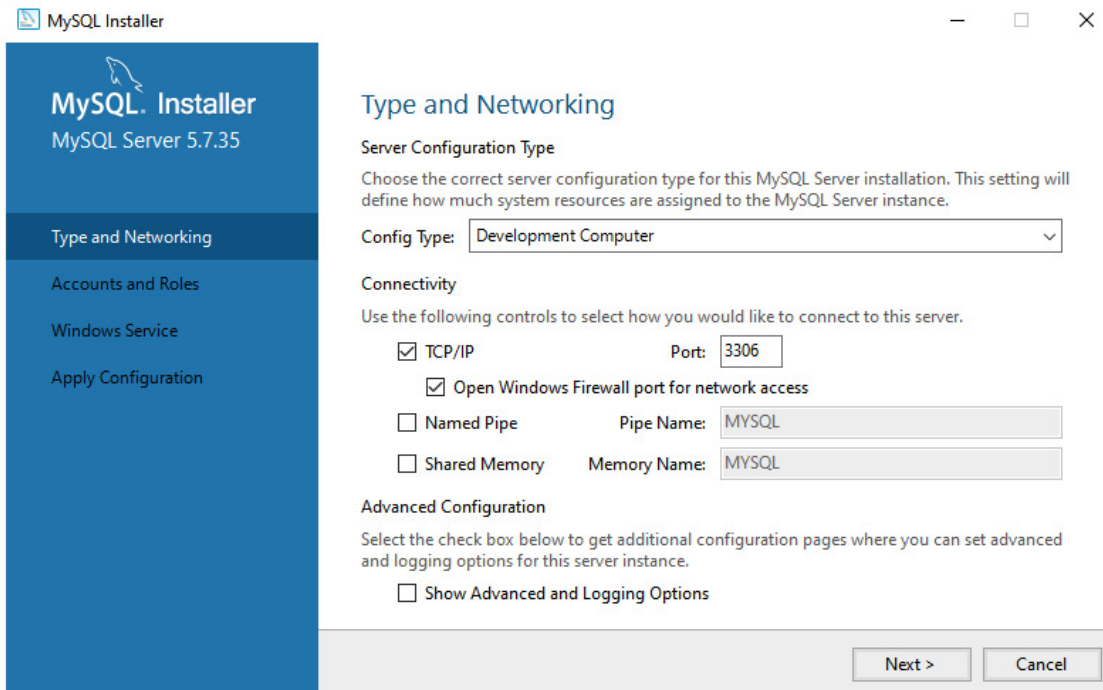 MySQL Installer
MySQL. Installer
MySQL Server 5.7.35
Type and Networking
Accounts and Roles
Windows Service
Apply Configuration
Type and Networking
Server Configuration Type
Choose the correct server configuration type for this MySQL Server installation. This setting will
define how much system resources are assigned to the MySQL Server instance.
Config Type: Development Computer
Connectivity
Use the following controls to select how you would like to connect to this server.
TCP/IP Port: 3306
Open Windows Firewall port for network access
Named Pipe Pipe Name: MYSQL
Shared Memory Memory Name: MYSQL
Advanced Configuration
Select the check box below to get additional configuration pages where you can set advanced
and logging options for this server instance.
Show Advanced and Logging Options
Next > Cancel